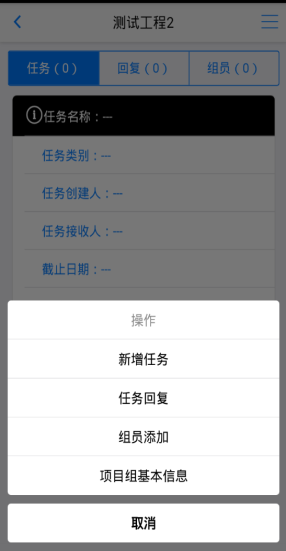 测试工程2
任务（0） 回复（0） 组员（0）
任务名称：---
任务类别：---
任务创建人：---
任务接收人：---
截止日期：---
操作
新增任务
任务回复
组员添加
项目组基本信息
取消